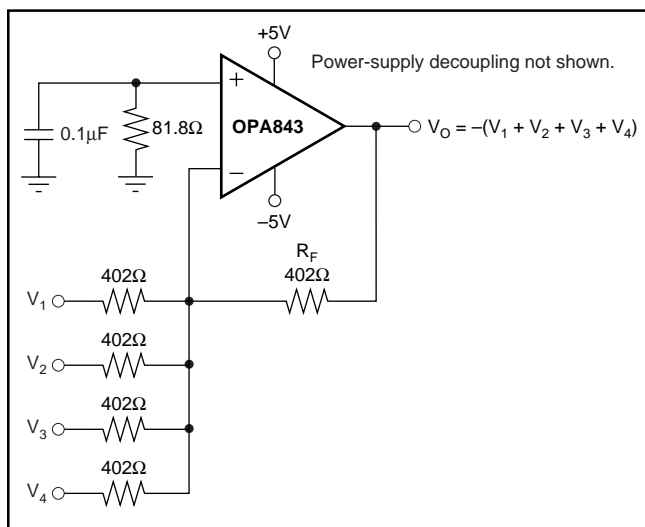 +5V
Power-supply decoupling not shown.
+
0.1µF
81.8Ω
OPA843
V_O = –(V_1 + V_2 + V_3 + V_4)
–
–5V
R_F
402Ω
402Ω
V_1
402Ω
V_2
402Ω
V_3
402Ω
V_4